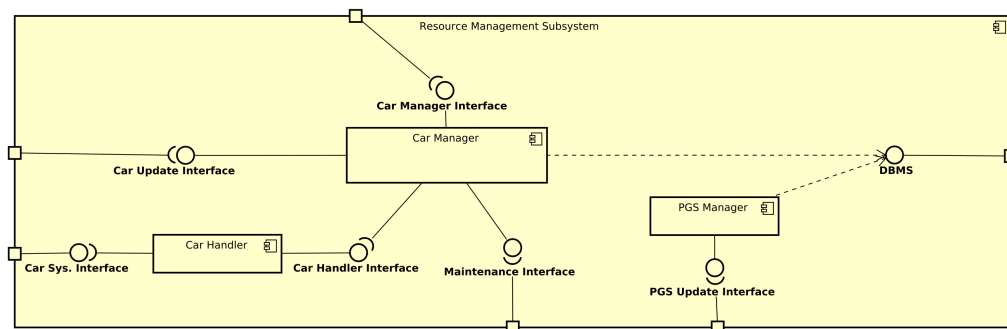 Resource Management Subsystem
Car Manager Interface
Car Manager
Car Update Interface
DBMS
PGS Manager
Car Handler
Car Sys. Interface
Car Handler Interface
Maintenance Interface
PGS Update Interface